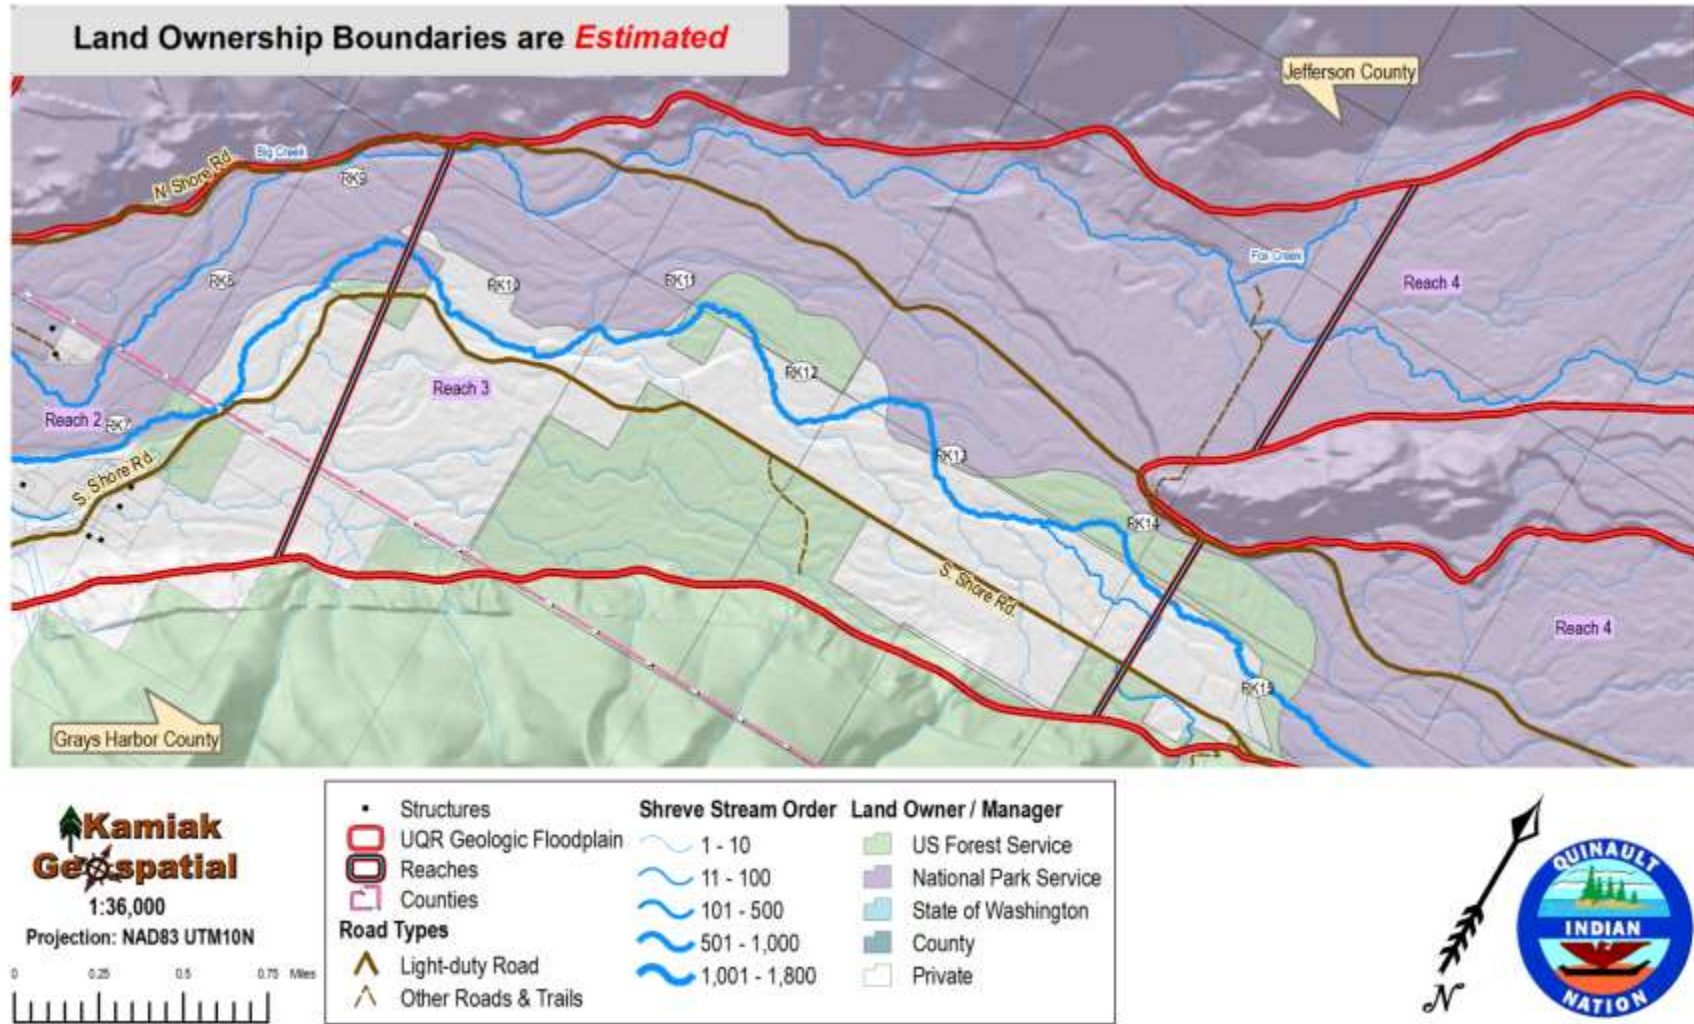 Land Ownership Boundaries are Estimated
Jefferson County
N. Shore Rd.
Big Creek
RK9
Fox Creek
RK8
RK10
RK11
Reach 4
RK12
Reach 3
Reach 2
RK7
S. Shore Rd.
RK13
RK14
S. Shore Rd.
Reach 4
RK15
Grays Harbor County
Kamiak
Geospatial
1:36,000
Projection: NAD83 UTM10N
0 0.25 0.5 0.75 Miles
Structures
UQR Geologic Floodplain
Reaches
Counties
Road Types
Light-duty Road
Other Roads & Trails
Shreve Stream Order
1 - 10
11 - 100
101 - 500
501 - 1,000
1,001 - 1,800
Land Owner / Manager
US Forest Service
National Park Service
State of Washington
County
Private
N
QUINAULT
INDIAN
NATION